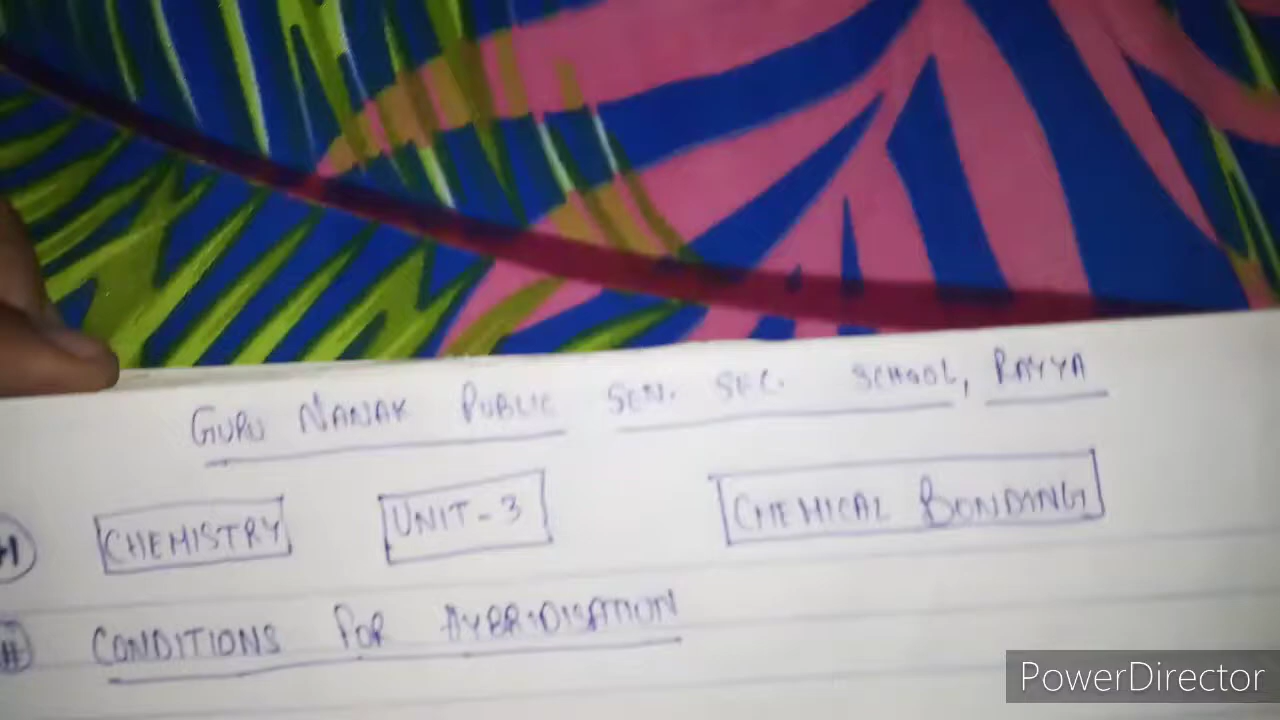 GURU NANAK PUBLIC SEN. SEC. SCHOOL, RAYYA
CHEMISTRY UNIT-3 CHEMICAL BONDING
CONDITIONS FOR HYBRIDISATION
PowerDirector